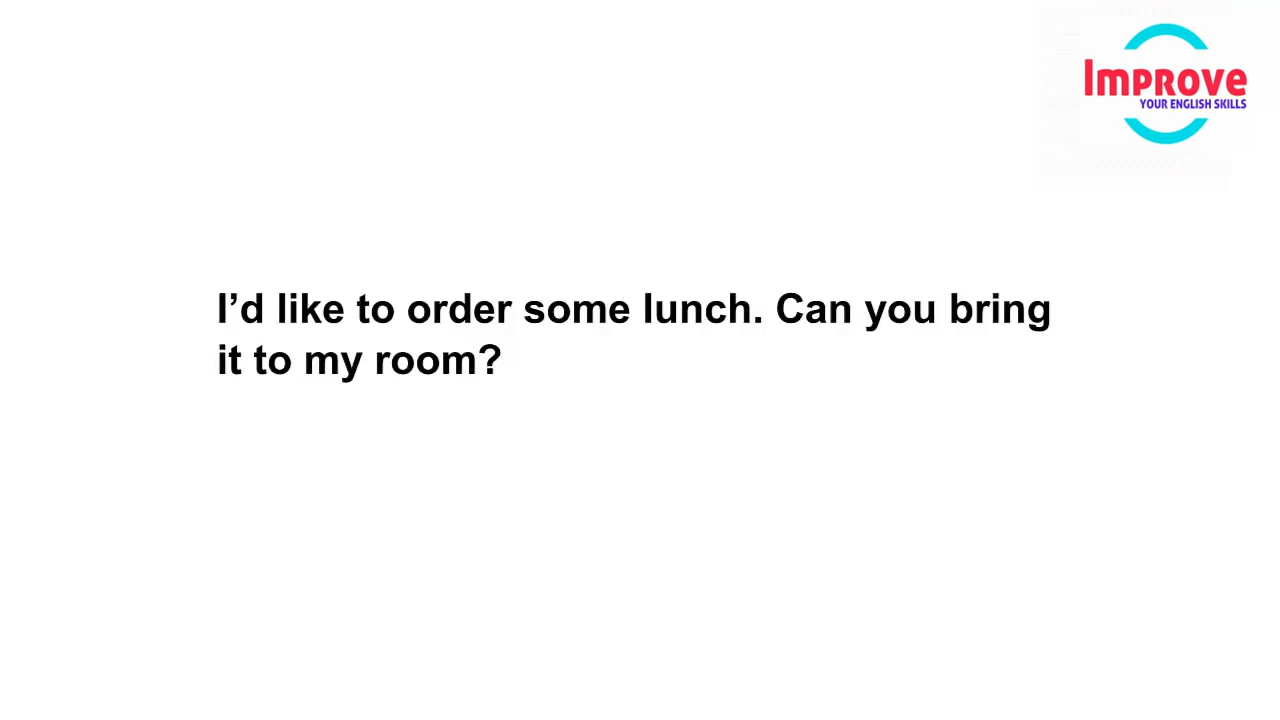 Improve
YOUR ENGLISH SKILLS
I’d like to order some lunch. Can you bring
it to my room?